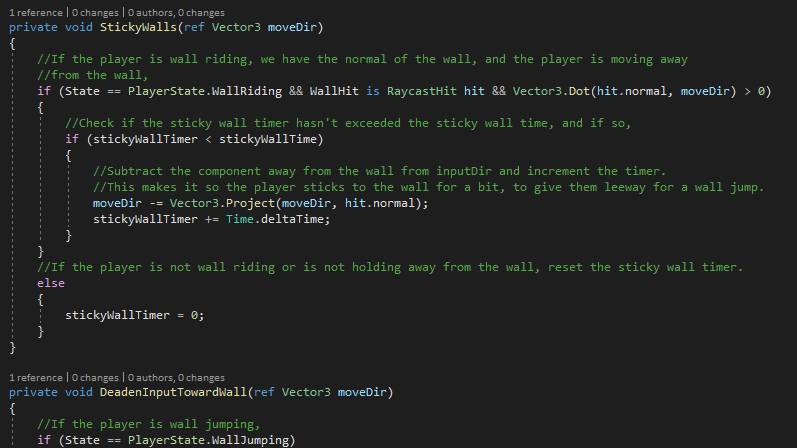 1 reference | 0 changes | 0 authors, 0 changes
private void StickyWalls(ref Vector3 moveDir)
{
//If the player is wall riding, we have the normal of the wall, and the player is moving away
//from the wall,
if (State == PlayerState.WallRiding && WallHit is RaycastHit hit && Vector3.Dot(hit.normal, moveDir) > 0)
{
//Check if the sticky wall timer hasn't exceeded the sticky wall time, and if so,
if (stickyWallTimer < stickyWallTime)
{
//Subtract the component away from the wall from inputDir and increment the timer.
//This makes it so the player sticks to the wall for a bit, to give them leeway for a wall jump.
moveDir -= Vector3.Project(moveDir, hit.normal);
stickyWallTimer += Time.deltaTime;
}
}
//If the player is not wall riding or is not holding away from the wall, reset the sticky wall timer.
else
{
stickyWallTimer = 0;
}
}
1 reference | 0 changes | 0 authors, 0 changes
private void DeadenInputTowardWall(ref Vector3 moveDir)
{
//If the player is wall jumping,
if (State == PlayerState.WallJumping)